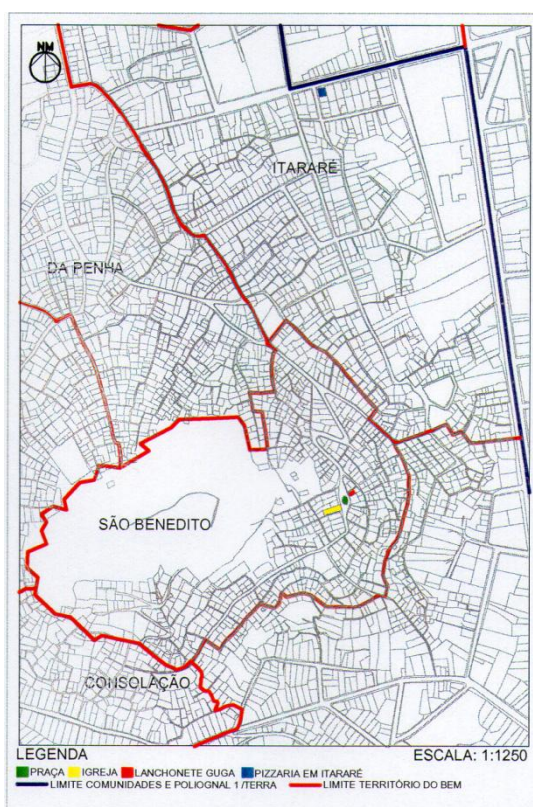 NM
ITARARÉ
DA PENHA
SÃO BENEDITO
CONSOLAÇÃO
LEGENDA ESCALA: 1:1250
PRAÇA IGREJA LANCHONETE GUGA PIZZARIA EM ITARARÉ
LIMITE COMUNIDADES E POLIOGNAL 1 /TERRA LIMITE TERRITÓRIO DO BEM